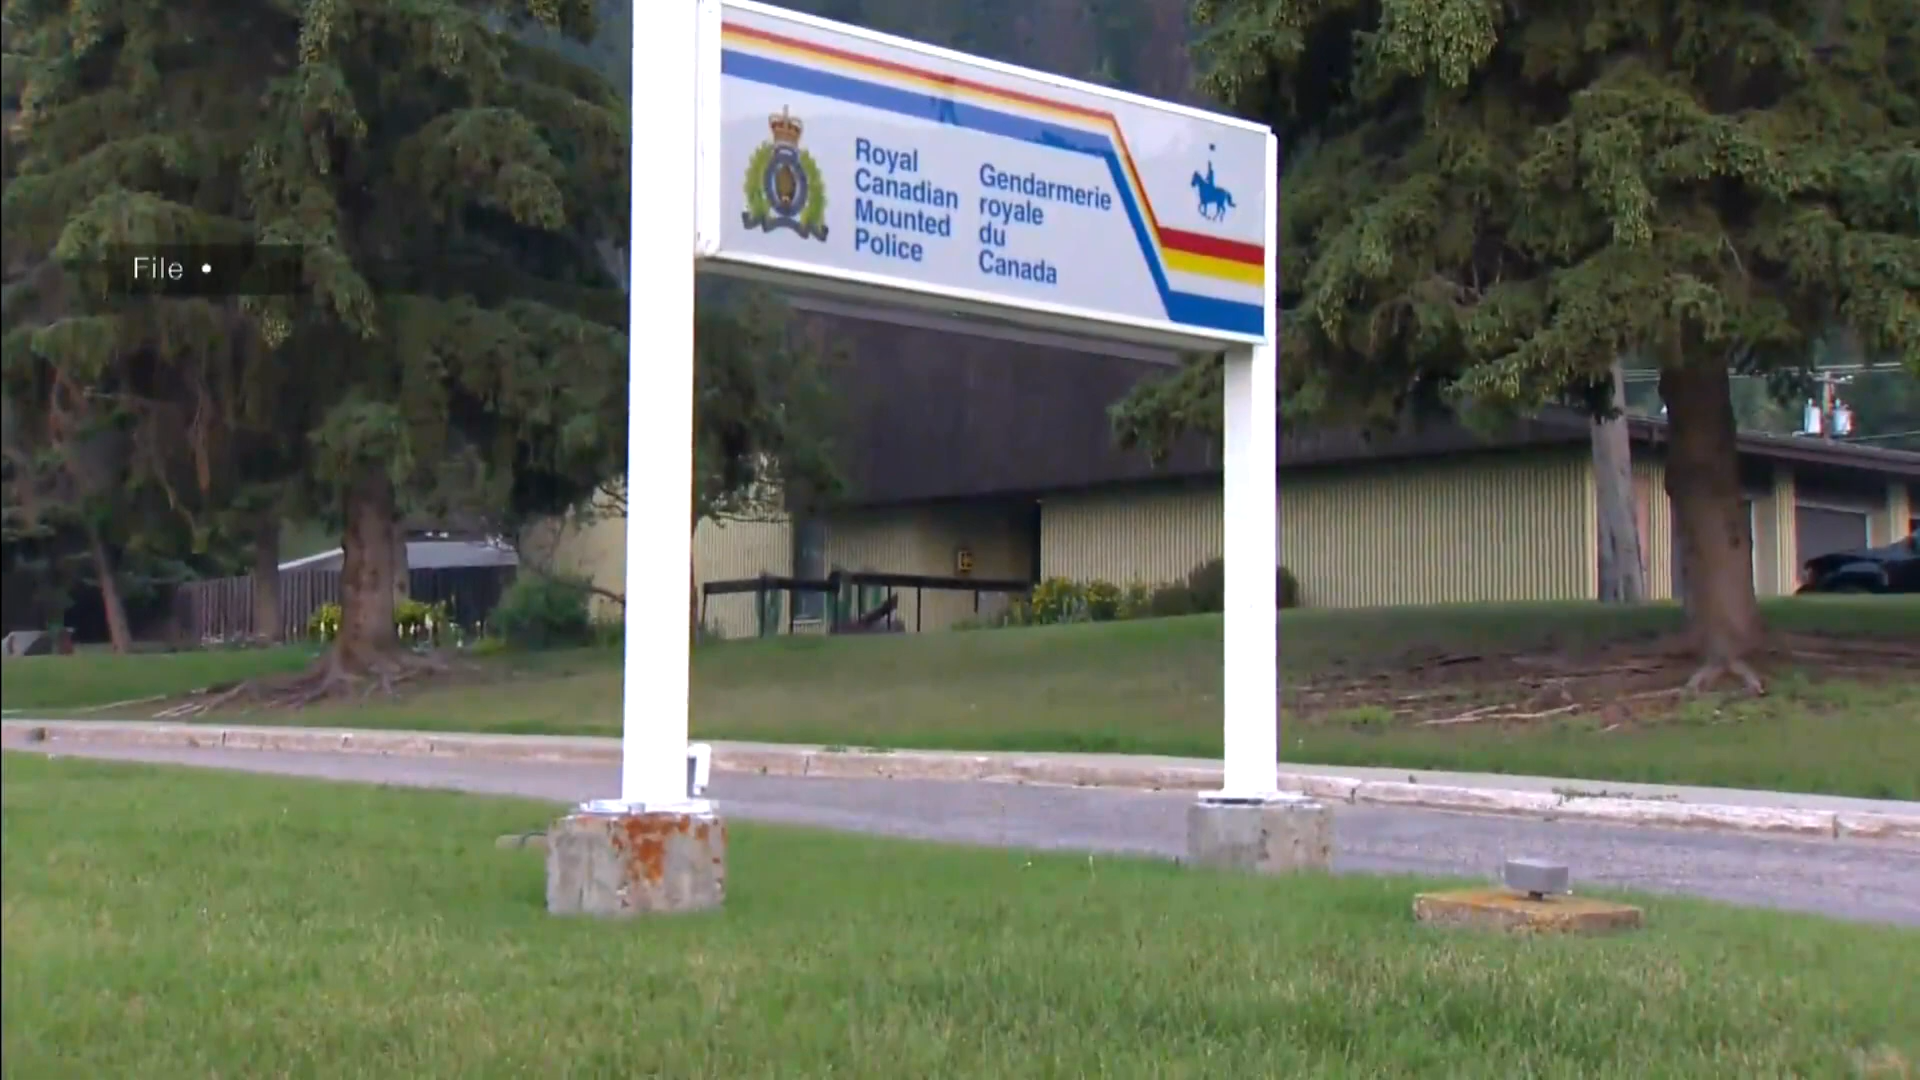 File •
Royal
Canadian
Mounted
Police
Gendarmerie
royale
du
Canada